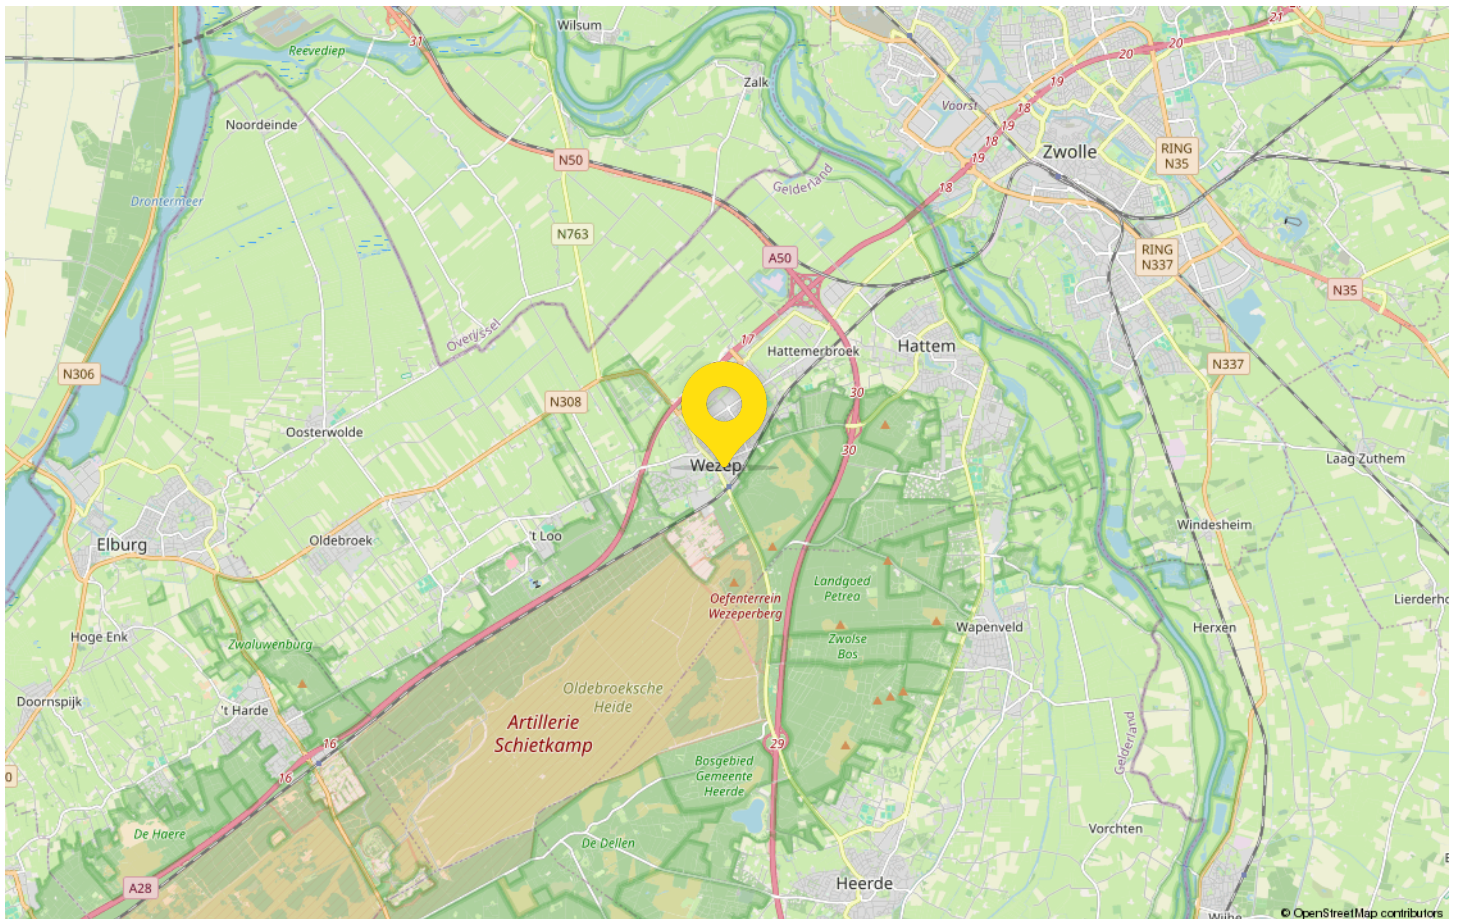 Wilsum
21
20
20
31
Reevediep
19
Zalk
18
Voorst
19
Noordeinde
18
Zwolle
RING
N35
19
N50
18
Gelderland
Drontermeer
N763
RING
N337
A50
N35
Overijssel
17
Hattemerbroek
Hattem
N306
N337
30
N308
Oosterwolde
30
Laag Zuthem
Wezep
Windesheim
't Loo
Oldebroek
Elburg
Landgoed
Petrea
Oefenterrein
Wezeperberg
Herxen
Wapenveld
Hoge Enk
Zwaluwenburg
Zwolse
Bos
Oldebroeksche
Heide
Doornspijk
't Harde
Artillerie
Schietkamp
16
29
Gelderland
16
Bosgebied
Gemeente
Heerde
Vorchten
De Haere
De Dellen
A28
Heerde
© OpenStreetMap contributors